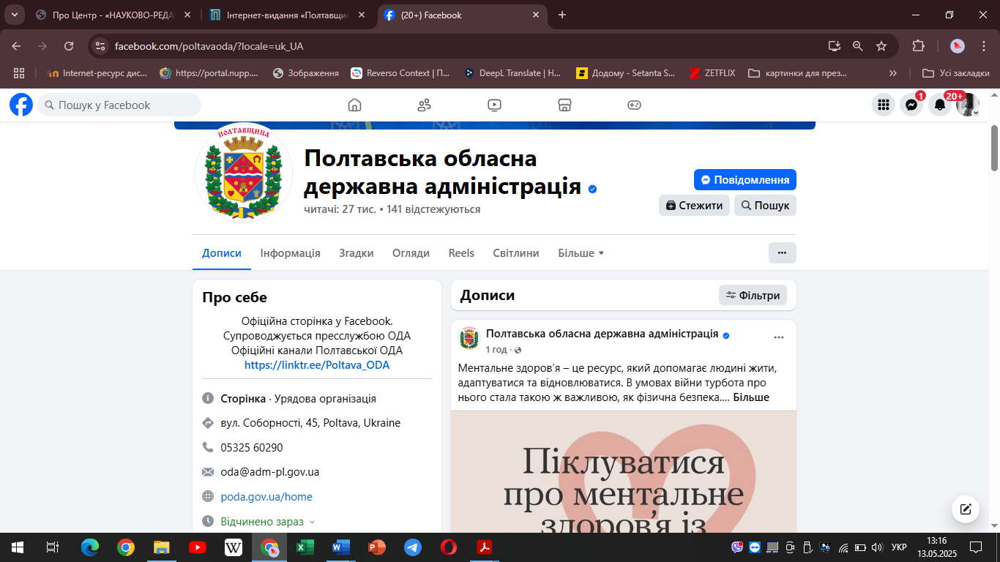 Про Центр - «НАУКОВО-РЕДА
Інтернет-видання «Полтавщин
(20+) Facebook
facebook.com/poltavaoda/?locale=uk_UA
Internet-ресурс дис...
https://portal.nupp....
Зображення
Reverso Context | П...
DeepL Translate | Н...
Додому - Setanta S...
ZETFLIX
картинки для през...
Усі закладки
Пошук у Facebook
1
20+
ПОЛТАВЩИНА
Полтавська обласна
державна адміністрація
читачі: 27 тис. • 141 відстежуються
Повідомлення
Стежити
Пошук
Дописи
Інформація
Згадки
Огляди
Reels
Світлини
Більше
Про себе
Офіційна сторінка у Facebook.
Супроводжується пресслужбою ОДА
Офіційні канали Полтавської ОДА
https://linktr.ee/Poltava_ODA
Сторінка · Урядова організація
вул. Соборності, 45, Poltava, Ukraine
05325 60290
oda@adm-pl.gov.ua
poda.gov.ua/home
Відчинено зараз
Дописи
Фільтри
Полтавська обласна державна адміністрація
1 год ·
Ментальне здоров’я – це ресурс, який допомагає людині жити,
адаптуватися та відновлюватися. В умовах війни турбота про
нього стала такою ж важливою, як фізична безпека.... Більше
Піклуватися
про ментальне
здоров’я із
УКР
13:16
13.05.2025